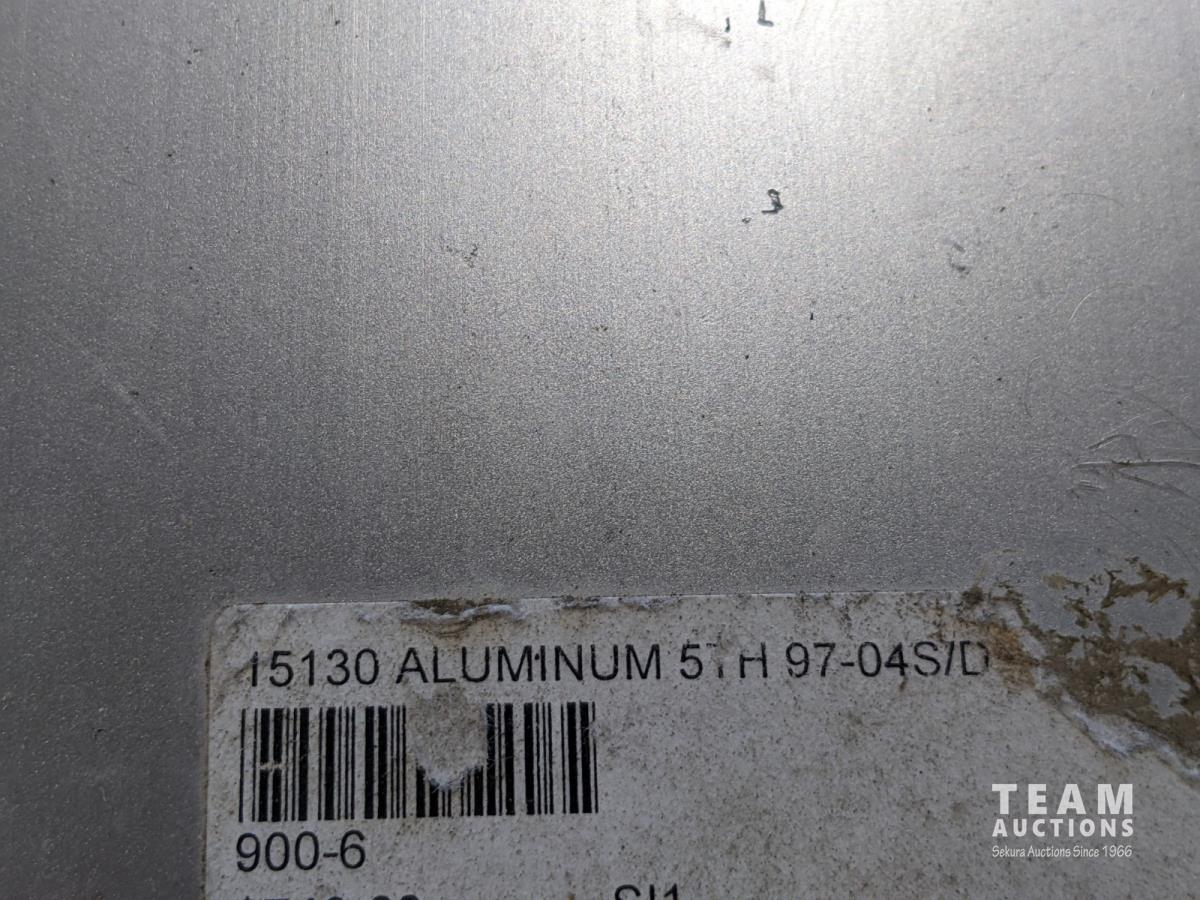 15130 ALUMINUM 5TH 97-04S/D
900-6
TEAM
AUCTIONS
Sekura Auctions Since 1966